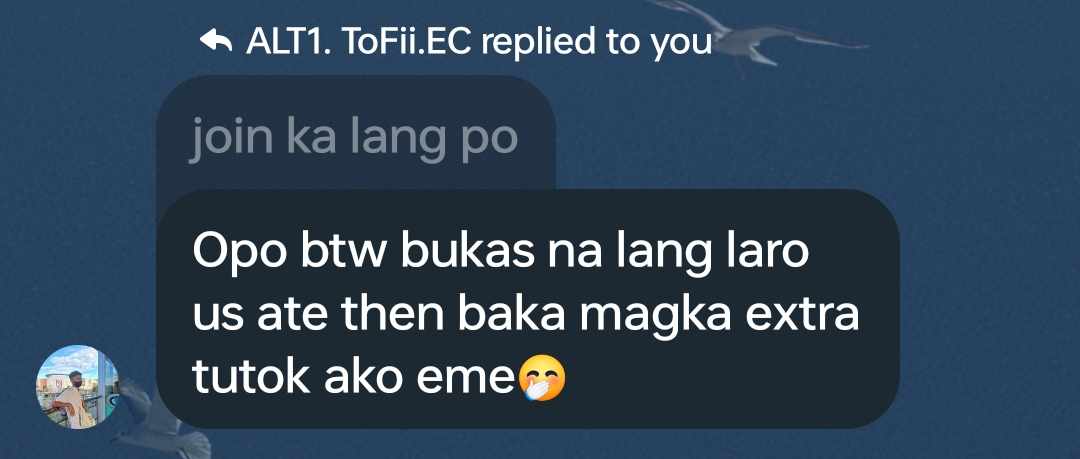 ALT1. ToFii.EC replied to you
join ka lang po
Opo btw bukas na lang laro
us ate then baka magka extra
tutok ako eme🤭